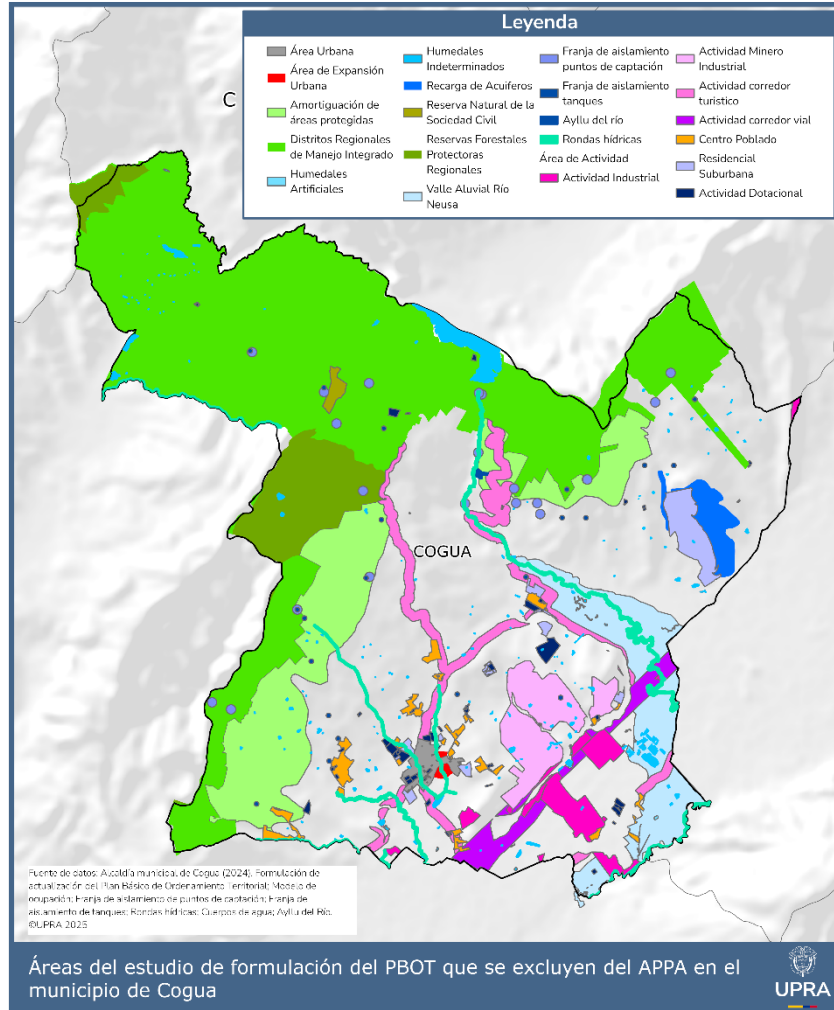 Leyenda
Área Urbana
Área de Expansión
Urbana
Amortiguación de
áreas protegidas
Distritos Regionales
de Manejo Integrado
Humedales
Artificiales
Humedales
Indeterminados
Recarga de Acuiferos
Reserva Natural de la
Sociedad Civil
Reservas Forestales
Protectoras
Regionales
Valle Aluvial Río
Neusa
Franja de aislamiento
puntos de captación
Franja de aislamiento
tanques
Ayllu del río
Rondas hídricas
Área de Actividad
Actividad Industrial
Actividad Minero
Industrial
Actividad corredor
turistico
Actividad corredor vial
Centro Poblado
Residencial
Suburbana
Actividad Dotacional
C
COGUA
Fuente de datos: Alcaldía municipal de Cogua (2024). Formulación de
actualización del Plan Básico de Ordenamiento Territorial; Modelo de
ocupación; Franja de aislamiento de puntos de captación; Franja de
aislamiento de tanques; Rondas hídricas; Cuerpos de agua; Ayllu del Río.
©UPRA 2025
Áreas del estudio de formulación del PBOT que se excluyen del APPA en el
municipio de Cogua
UPRA